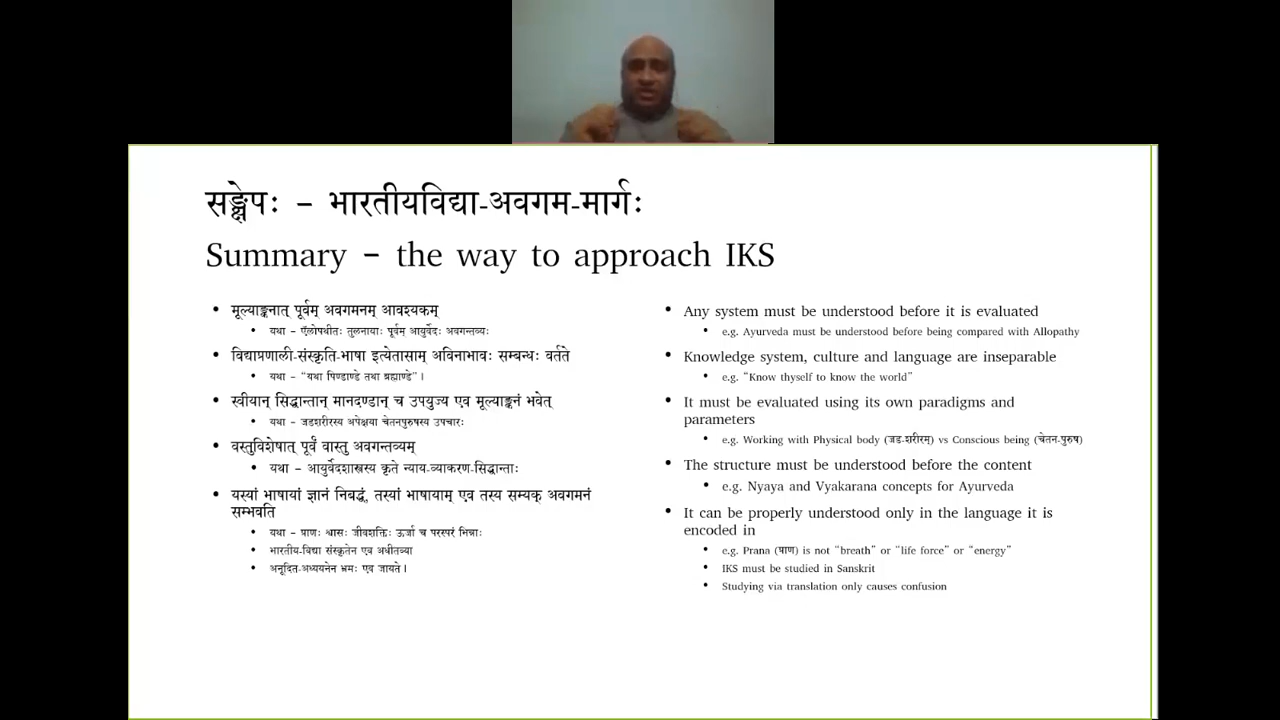 सङ्क्षेपः – भारतीयविद्या-अवगम-मार्गः
Summary – the way to approach IKS
• मूल्याङ्कनात् पूर्वम् अवगमनम् आवश्यकम्
• यथा – एॅलोपथीतः तुलनायाः पूर्वम् आयुर्वेदः अवगन्तव्यः
• विद्याप्रणाली-संस्कृति-भाषा इत्येतासाम् अविनाभावः सम्बन्धः वर्तते
• यथा – “यथा पिण्डाण्डे तथा ब्रह्माण्डे” ।
• स्वीयान् सिद्धान्तान् मानदण्डान् च उपयुज्य एव मूल्याङ्कनं भवेत्
• यथा – जडशरीरस्य अपेक्षया चेतनपुरुषस्य उपचारः
• वस्तुविशेषात् पूर्वं वास्तु अवगन्तव्यम्
• यथा – आयुर्वेदशास्त्रस्य कृते न्याय-व्याकरण-सिद्धान्ताः
• यस्यां भाषायां ज्ञानं निबद्धं, तस्यां भाषायाम् एव तस्य सम्यक् अवगमनं
सम्भवति
• यथा – प्राणः श्वासः जीवशक्तिः ऊर्जा च परस्परं भिन्नाः
• भारतीय-विद्या संस्कृतेन एव अधीतव्या
• अनूदित-अध्ययनेन भ्रमः एव जायते ।
• Any system must be understood before it is evaluated
• e.g. Ayurveda must be understood before being compared with Allopathy
• Knowledge system, culture and language are inseparable
• e.g. “Know thyself to know the world”
• It must be evaluated using its own paradigms and
parameters
• e.g. Working with Physical body (जड-शरीरम्) vs Conscious being (चेतन-पुरुष)
• The structure must be understood before the content
• e.g. Nyaya and Vyakarana concepts for Ayurveda
• It can be properly understood only in the language it is
encoded in
• e.g. Prana (प्राण) is not “breath” or “life force” or “energy”
• IKS must be studied in Sanskrit
• Studying via translation only causes confusion